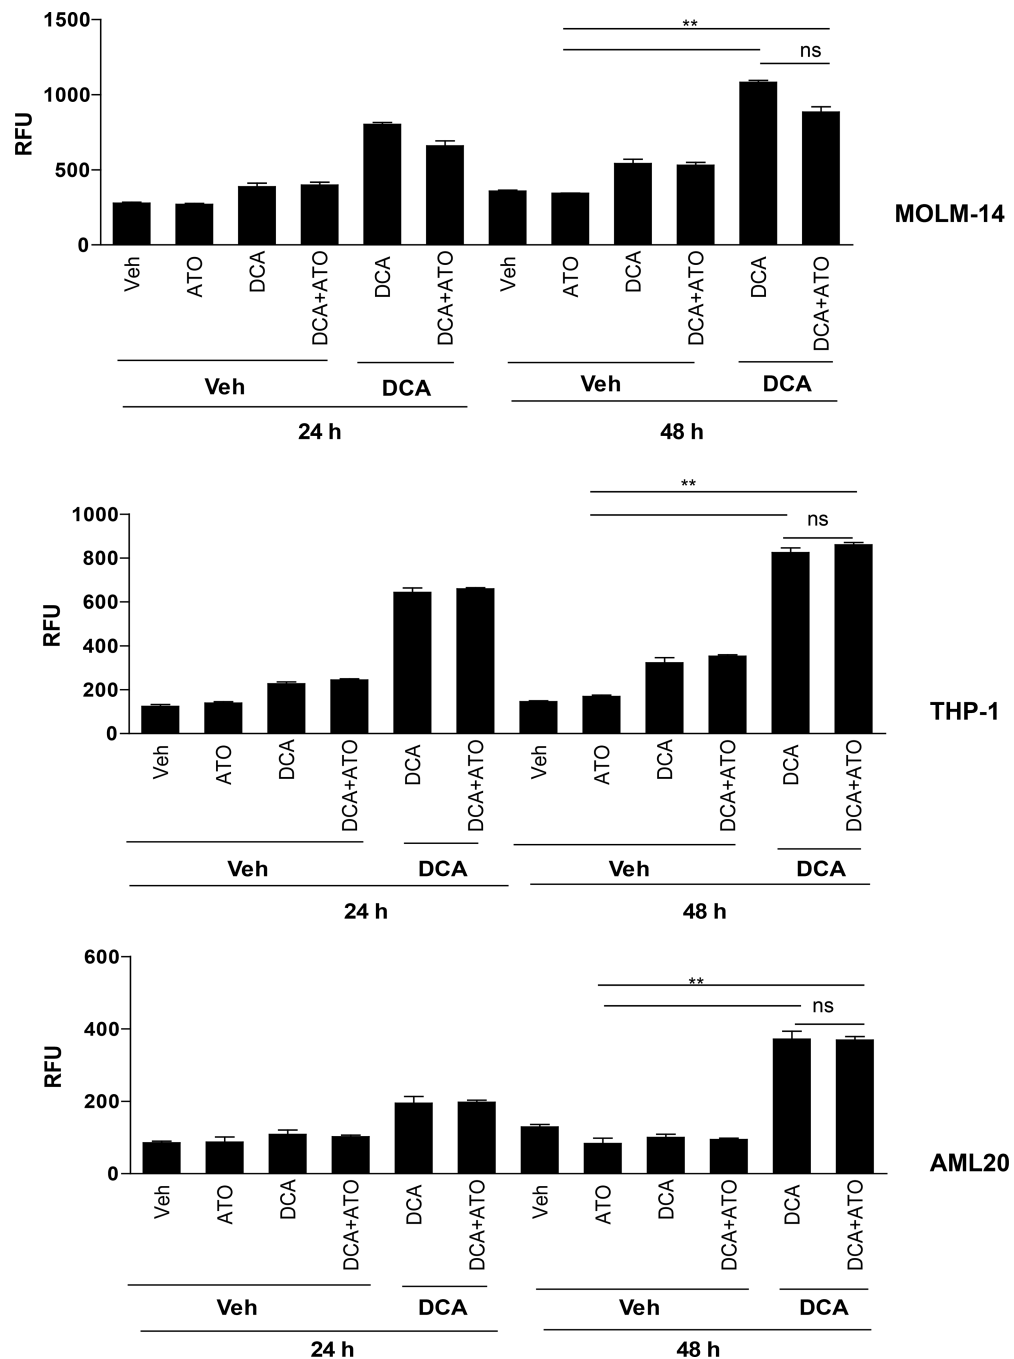 1500
**
ns
1000
RFU
500
MOLM-14
0
Veh
ATO
DCA
DCA+ATO
DCA
DCA+ATO
Veh
ATO
DCA
DCA+ATO
DCA
DCA+ATO
Veh
DCA
Veh
DCA
24 h
48 h
**
1000
ns
800
600
RFU
400
200
THP-1
0
Veh
ATO
DCA
DCA+ATO
DCA
DCA+ATO
Veh
ATO
DCA
DCA+ATO
DCA
DCA+ATO
Veh
DCA
Veh
DCA
24 h
48 h
600
**
ns
400
RFU
200
AML20
0
Veh
ATO
DCA
DCA+ATO
DCA
DCA+ATO
Veh
ATO
DCA
DCA+ATO
DCA
DCA+ATO
Veh
DCA
Veh
DCA
24 h
48 h